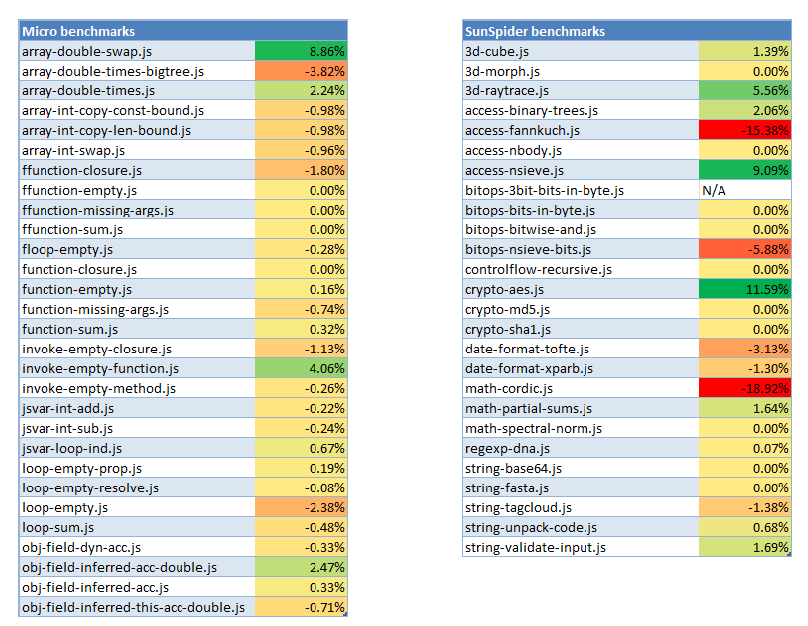 Micro benchmarks
array-double-swap.js 8.86%
array-double-times-bigtree.js -3.82%
array-double-times.js 2.24%
array-int-copy-const-bound.js -0.98%
array-int-copy-len-bound.js -0.98%
array-int-swap.js -0.96%
ffunction-closure.js -1.80%
ffunction-empty.js 0.00%
ffunction-missing-args.js 0.00%
ffunction-sum.js 0.00%
floop-empty.js -0.28%
function-closure.js 0.00%
function-empty.js 0.16%
function-missing-args.js -0.74%
function-sum.js 0.32%
invoke-empty-closure.js -1.13%
invoke-empty-function.js 4.06%
invoke-empty-method.js -0.26%
jsvar-int-add.js -0.22%
jsvar-int-sub.js -0.24%
jsvar-loop-ind.js 0.67%
loop-empty-prop.js 0.19%
loop-empty-resolve.js -0.08%
loop-empty.js -2.38%
loop-sum.js -0.48%
obj-field-dyn-acc.js -0.33%
obj-field-inferred-acc-double.js 2.47%
obj-field-inferred-acc.js 0.33%
obj-field-inferred-this-acc-double.js -0.71%
SunSpider benchmarks
3d-cube.js 1.39%
3d-morph.js 0.00%
3d-raytrace.js 5.56%
access-binary-trees.js 2.06%
access-fannkuch.js -15.38%
access-nbody.js 0.00%
access-nsieve.js 9.09%
bitops-3bit-bits-in-byte.js N/A
bitops-bits-in-byte.js 0.00%
bitops-bitwise-and.js 0.00%
bitops-nsieve-bits.js -5.88%
controlflow-recursive.js 0.00%
crypto-aes.js 11.59%
crypto-md5.js 0.00%
crypto-sha1.js 0.00%
date-format-tofte.js -3.13%
date-format-xparb.js -1.30%
math-cordic.js -18.92%
math-partial-sums.js 1.64%
math-spectral-norm.js 0.00%
regexp-dna.js 0.07%
string-base64.js 0.00%
string-fasta.js 0.00%
string-tagcloud.js -1.38%
string-unpack-code.js 0.68%
string-validate-input.js 1.69%